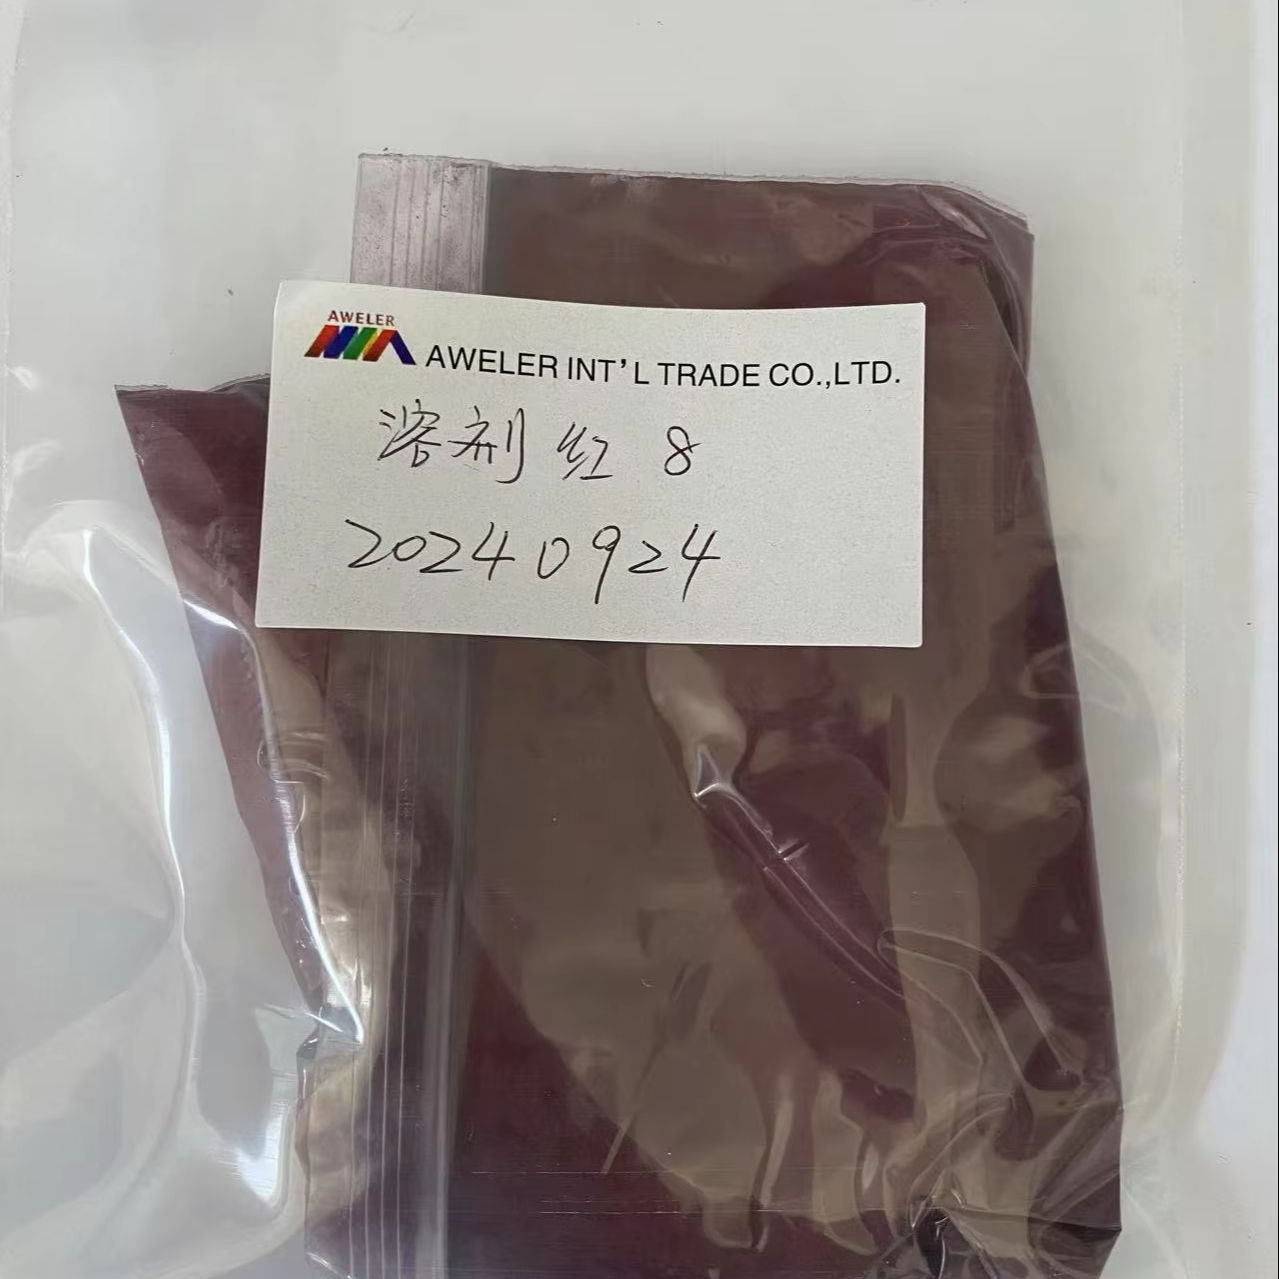 AWELER
AWELER INT'L TRADE CO.,LTD.
溶剂 红 8
20240924